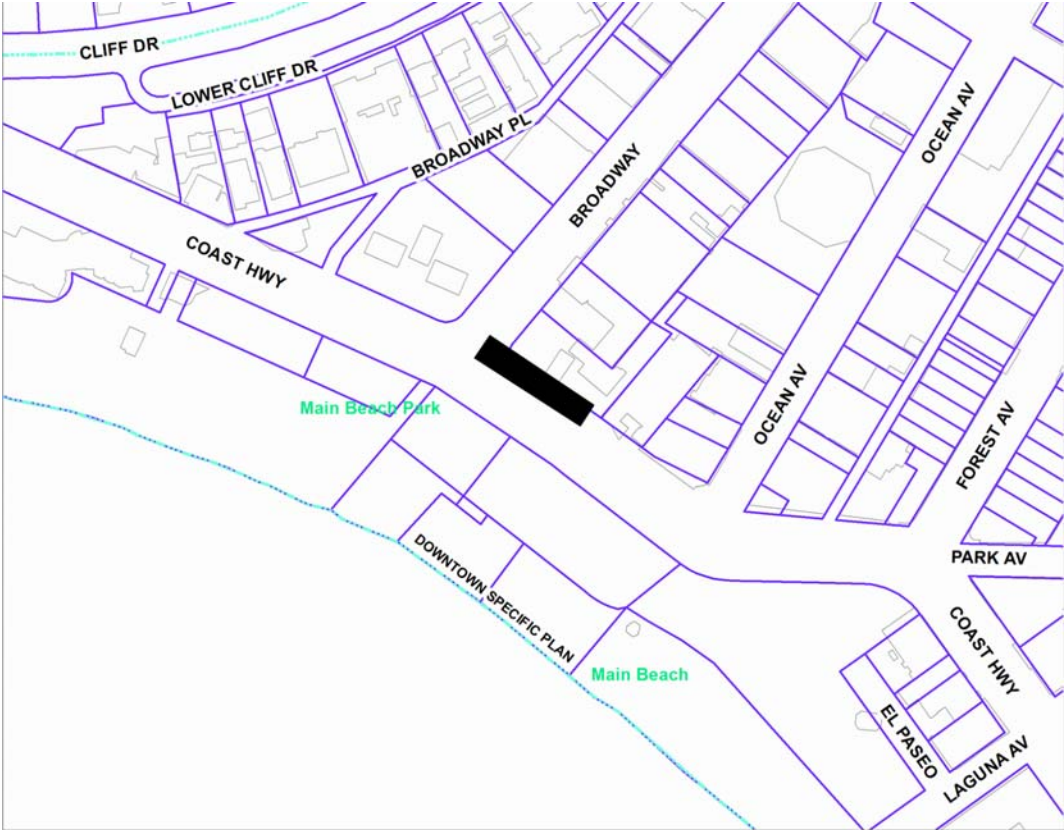 CLIFF DR
LOWER CLIFF DR
BROADWAY PL
BROADWAY
OCEAN AV
COAST HWY
Main Beach Park
OCEAN AV
FOREST AV
DOWNTOWN SPECIFIC PLAN
PARK AV
Main Beach
COAST HWY
EL PASEO
LAGUNA AV